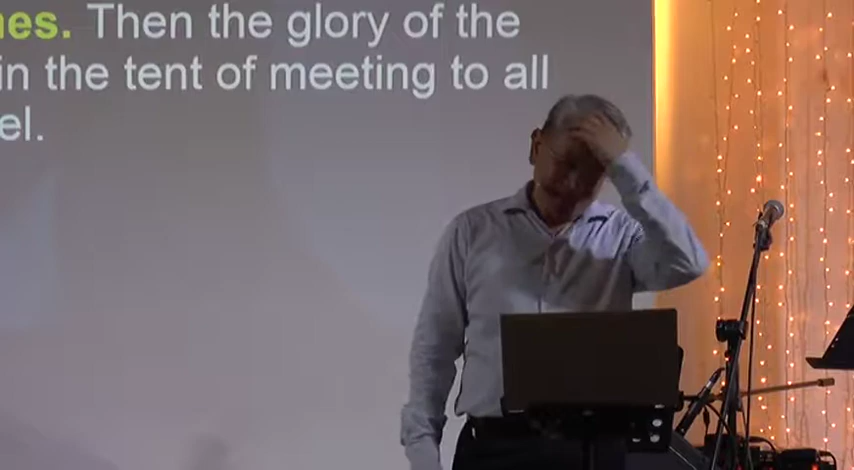 es. Then the glory of the
in the tent of meeting to all
el.